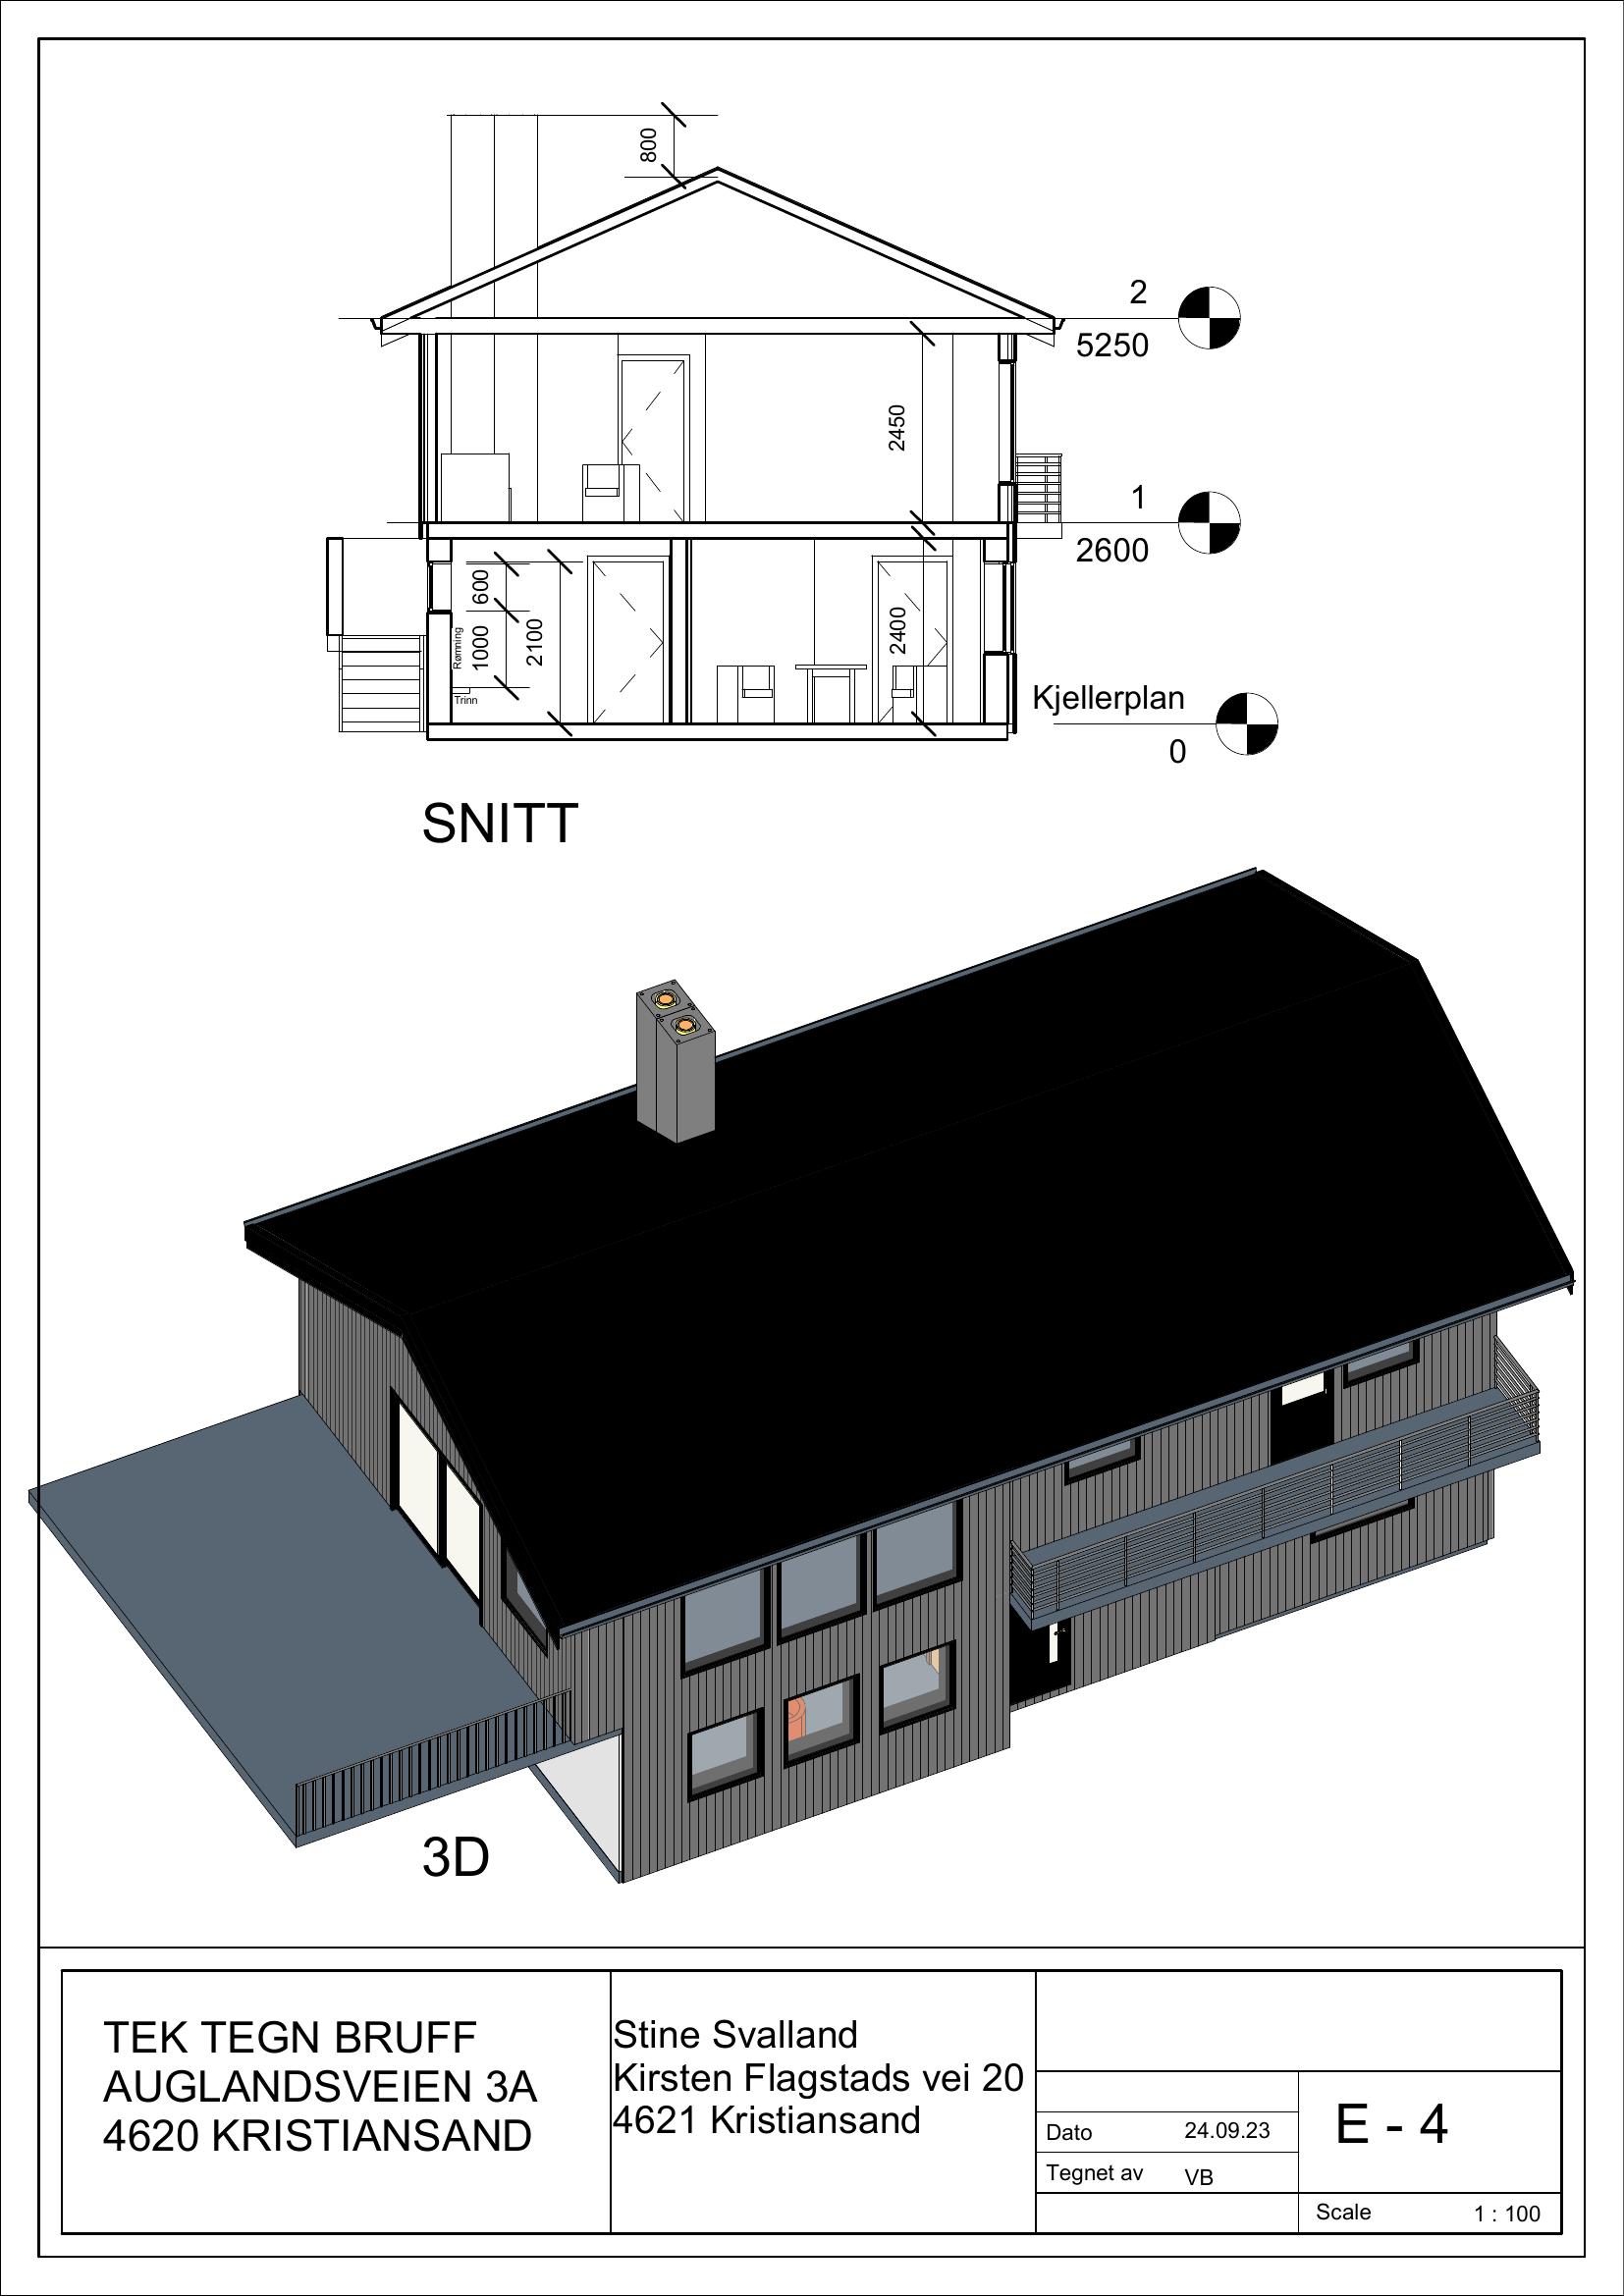 800
2
5250
2450
1
2600
600
Rømning
1000
2100
2400
Trinn
Kjellerplan
0
SNITT
3D
TEK TEGN BRUFF
AUGLANDSVEIEN 3A
4620 KRISTIANSAND
Stine Svalland
Kirsten Flagstads vei 20
4621 Kristiansand
Dato 24.09.23
Tegnet av VB
E - 4
Scale 1 : 100